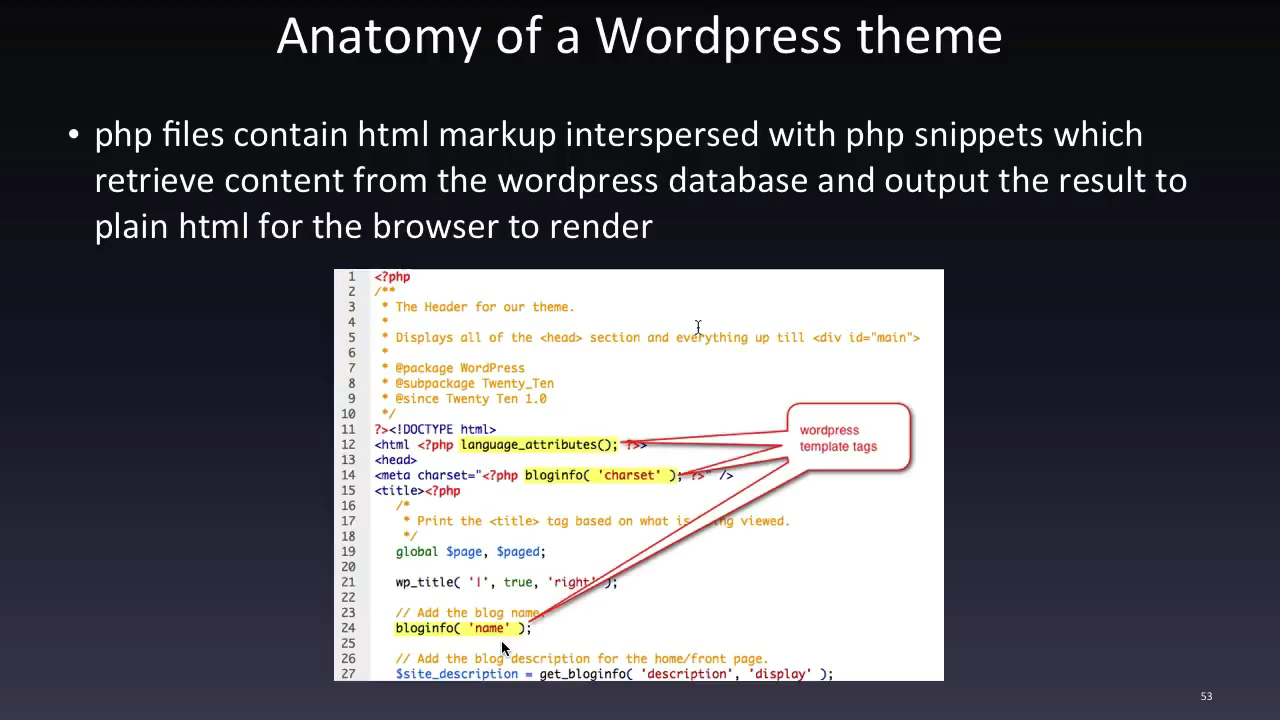 Anatomy of a Wordpress theme
• php files contain html markup interspersed with php snippets which
retrieve content from the wordpress database and output the result to
plain html for the browser to render
1 <?php
2 /**
3 * The Header for our theme.
4 *
5 * Displays all of the <head> section and everything up till <div id="main">
6 *
7 * @package WordPress
8 * @subpackage Twenty_Ten
9 * @since Twenty Ten 1.0
10 */
11 ?><!DOCTYPE html>
12 <html <?php language_attributes(); ?>>
13 <head>
14 <meta charset="<?php bloginfo( 'charset' ); ?>" />
15 <title><?php
16 /*
17 * Print the <title> tag based on what is being viewed.
18 */
19 global $page, $paged;
20
21 wp_title( '|', true, 'right' );
22
23 // Add the blog name.
24 bloginfo( 'name' );
25
26 // Add the blog description for the home/front page.
27 $site_description = get_bloginfo( 'description', 'display' );
wordpress
template tags
53